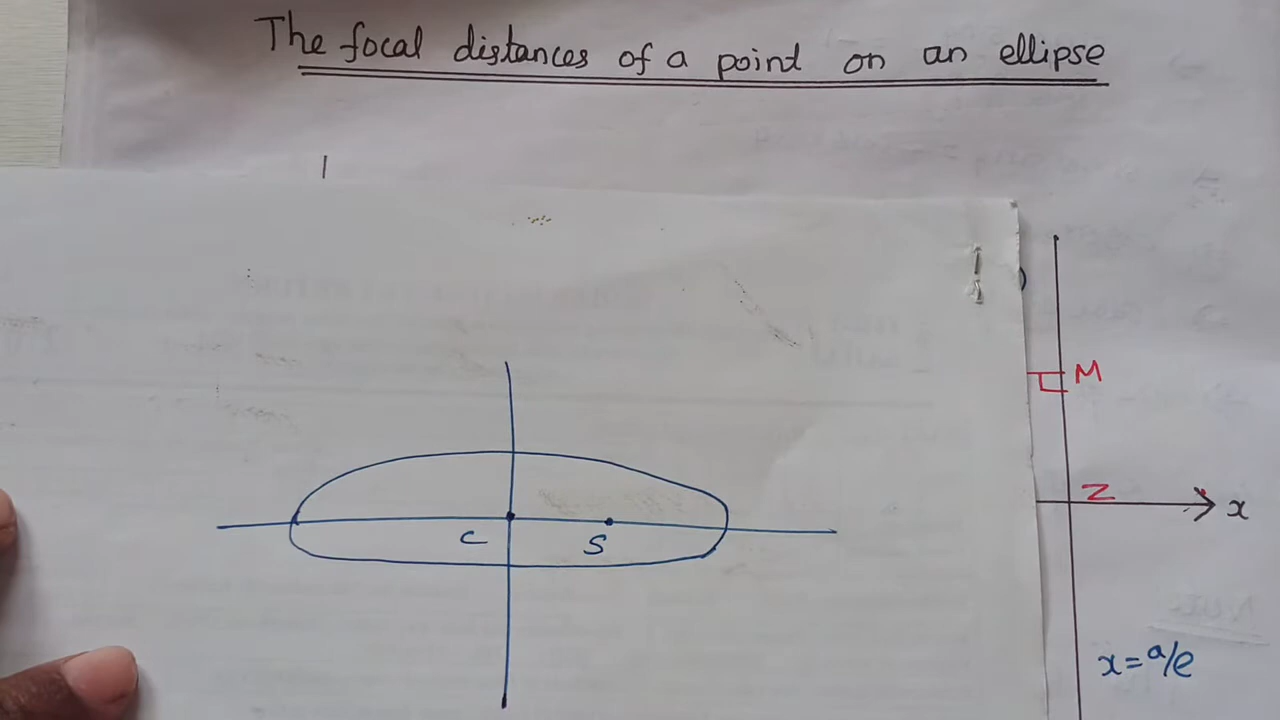 The focal distances of a point on an ellipse
M
Z
x
C
S
x = a/e